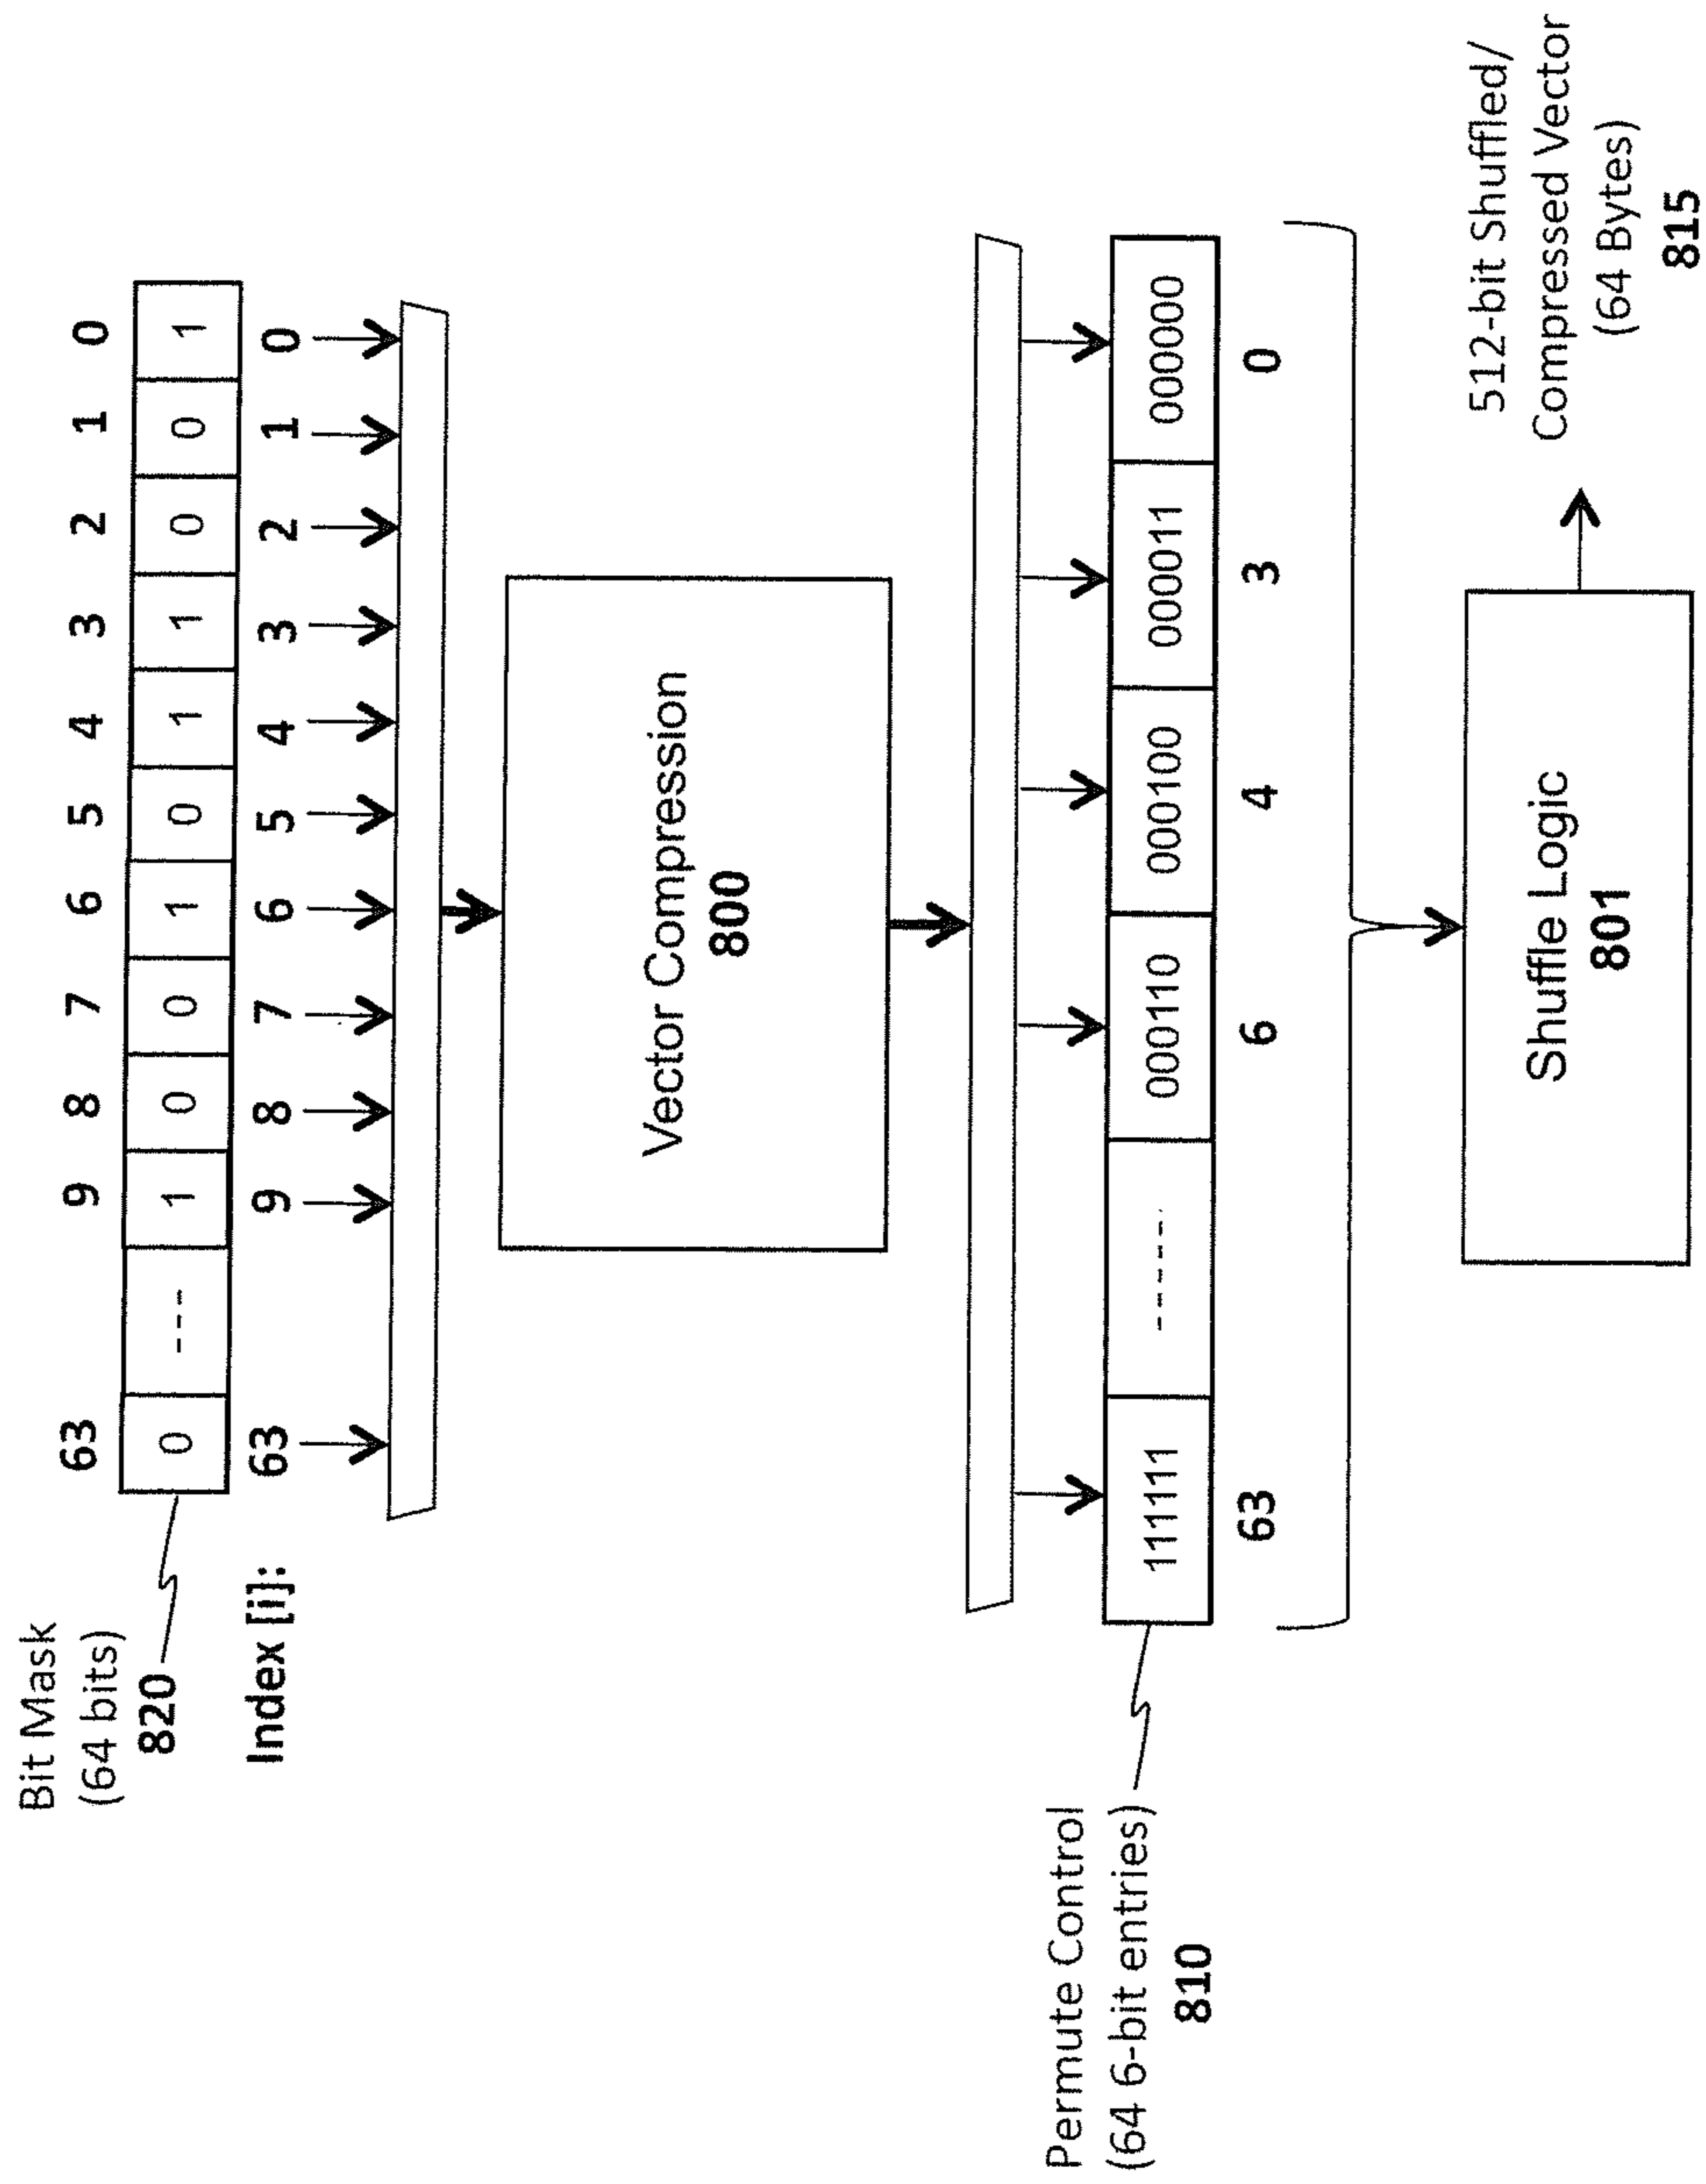 Bit Mask
(64 bits)
820
63 9 8 7 6 5 4 3 2 1 0
0 --- 1 0 0 1 0 1 1 0 0 1
Index [i]: 63 9 8 7 6 5 4 3 2 1 0
Vector Compression
800
Permute Control
(64 6-bit entries)
810
111111 ----- 000110 000100 000011 000000
63 6 4 3 0
Shuffle Logic
801
512-bit Shuffled/
Compressed Vector
(64 Bytes)
815